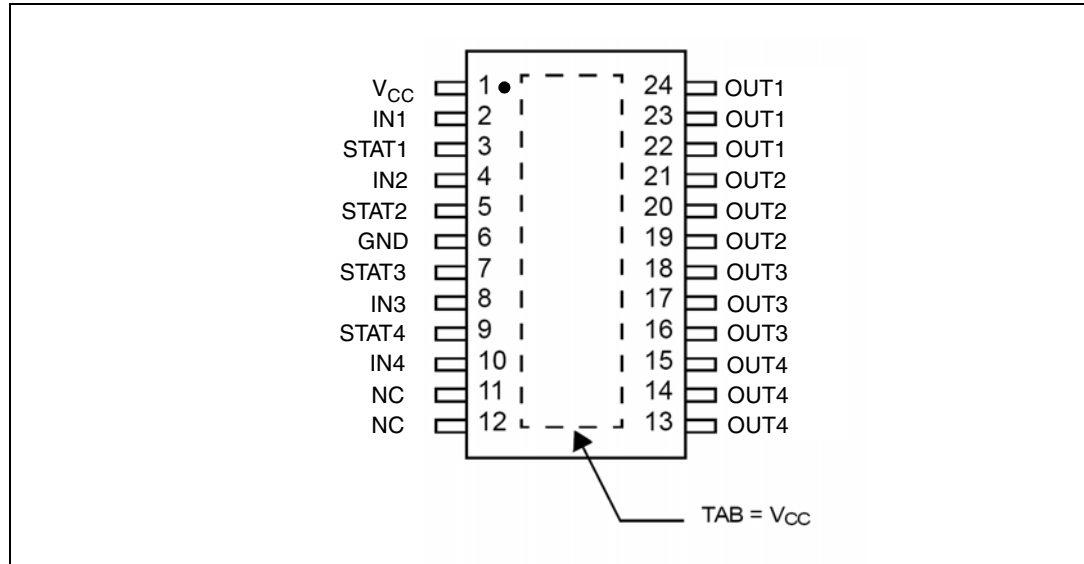 VCC 1 24 OUT1
IN1 2 23 OUT1
STAT1 3 22 OUT1
IN2 4 21 OUT2
STAT2 5 20 OUT2
GND 6 19 OUT2
STAT3 7 18 OUT3
IN3 8 17 OUT3
STAT4 9 16 OUT3
IN4 10 15 OUT4
NC 11 14 OUT4
NC 12 13 OUT4
TAB = VCC